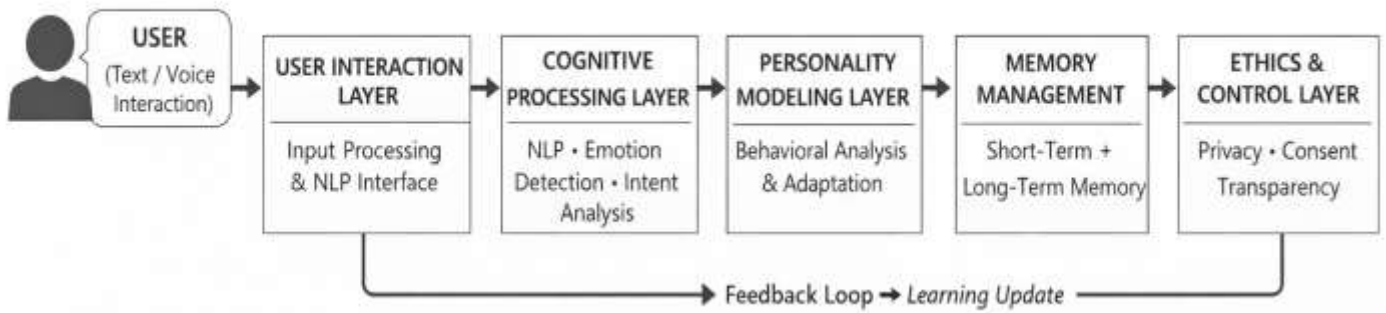 USER
(Text / Voice
Interaction)
USER INTERACTION
LAYER
Input Processing
& NLP Interface
COGNITIVE
PROCESSING LAYER
NLP • Emotion
Detection • Intent
Analysis
PERSONALITY
MODELING LAYER
Behavioral Analysis
& Adaptation
MEMORY
MANAGEMENT
Short-Term +
Long-Term Memory
ETHICS &
CONTROL LAYER
Privacy • Consent
Transparency
Feedback Loop → Learning Update